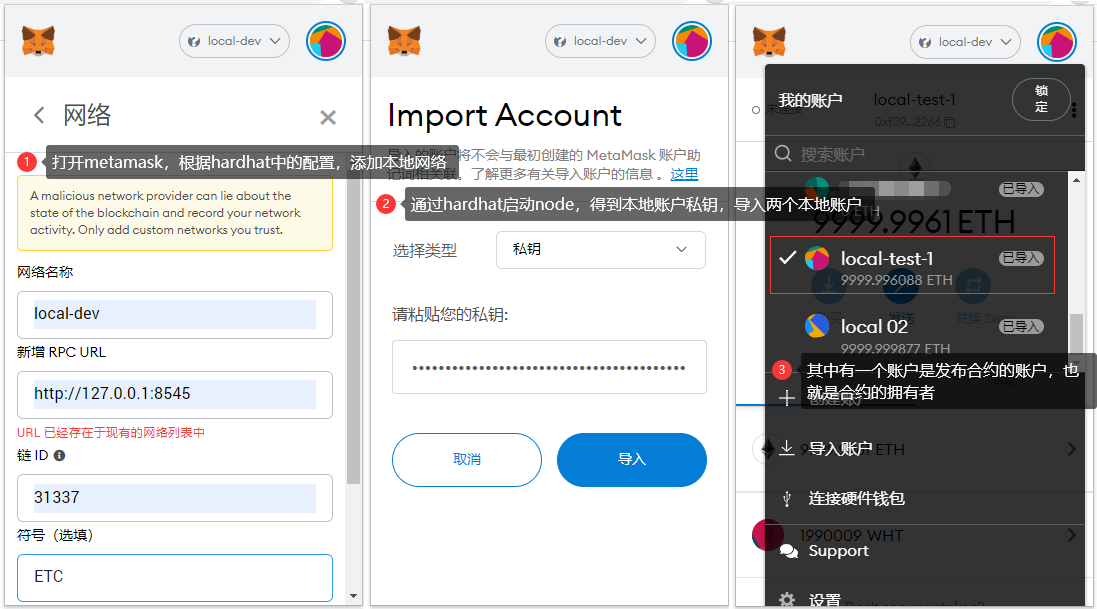 local-dev
网络
1 打开metamask，根据hardhat中的配置，添加本地网络
A malicious network provider can lie about the
state of the blockchain and record your network
activity. Only add custom networks you trust.
网络名称
local-dev
新增 RPC URL
http://127.0.0.1:8545
URL 已经存在于现有的网络列表中
链 ID
31337
符号（选填）
ETC
local-dev
Import Account
导入的账户将不会与最初创建的 MetaMask 账户助
记词相关联。了解更多有关导入账户的信息 。这里
2 通过hardhat启动node，得到本地账户私钥，导入两个本地账户
选择类型
私钥
请粘贴您的私钥:
取消
导入
local-dev
我的账户
锁
定
未连接
local-test-1
0xf39...2266
搜索账户
已导入
ETH
9999.9961 ETH
local-test-1
已导入
9999.996088 ETH
发送
兑换
local 02
已导入
9999.999877 ETH
3 其中有一个账户是发布合约的账户，也
就是合约的拥有者
创建账户
导入账户
ETH
连接硬件钱包
1990009 WHT
Support
设置